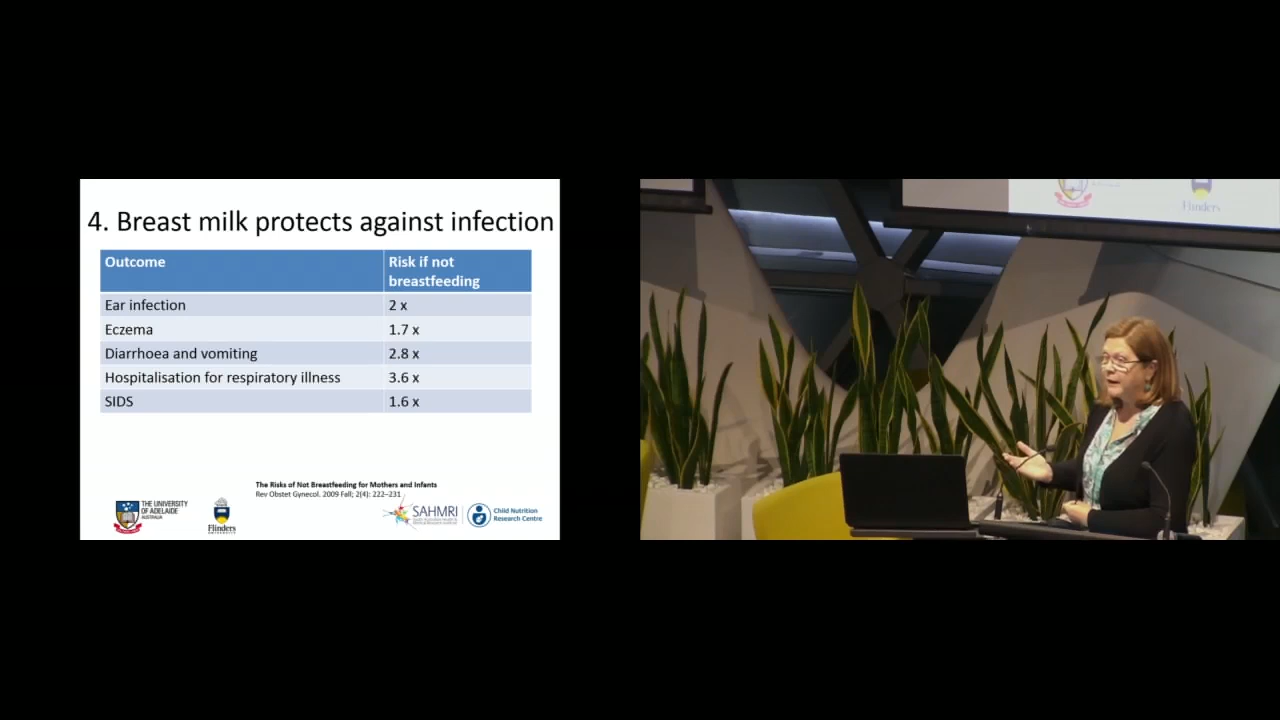 4. Breast milk protects against infection
Outcome
Risk if not
breastfeeding
Ear infection
2 x
Eczema
1.7 x
Diarrhoea and vomiting
2.8 x
Hospitalisation for respiratory illness
3.6 x
SIDS
1.6 x
The Risks of Not Breastfeeding for Mothers and Infants
Rev Obstet Gynecol. 2009 Fall; 2(4): 222–231
THE UNIVERSITY
OF ADELAIDE
AUSTRALIA
Flinders
UNIVERSITY
SAHMRI
Child Nutrition
Research Centre
Flinders